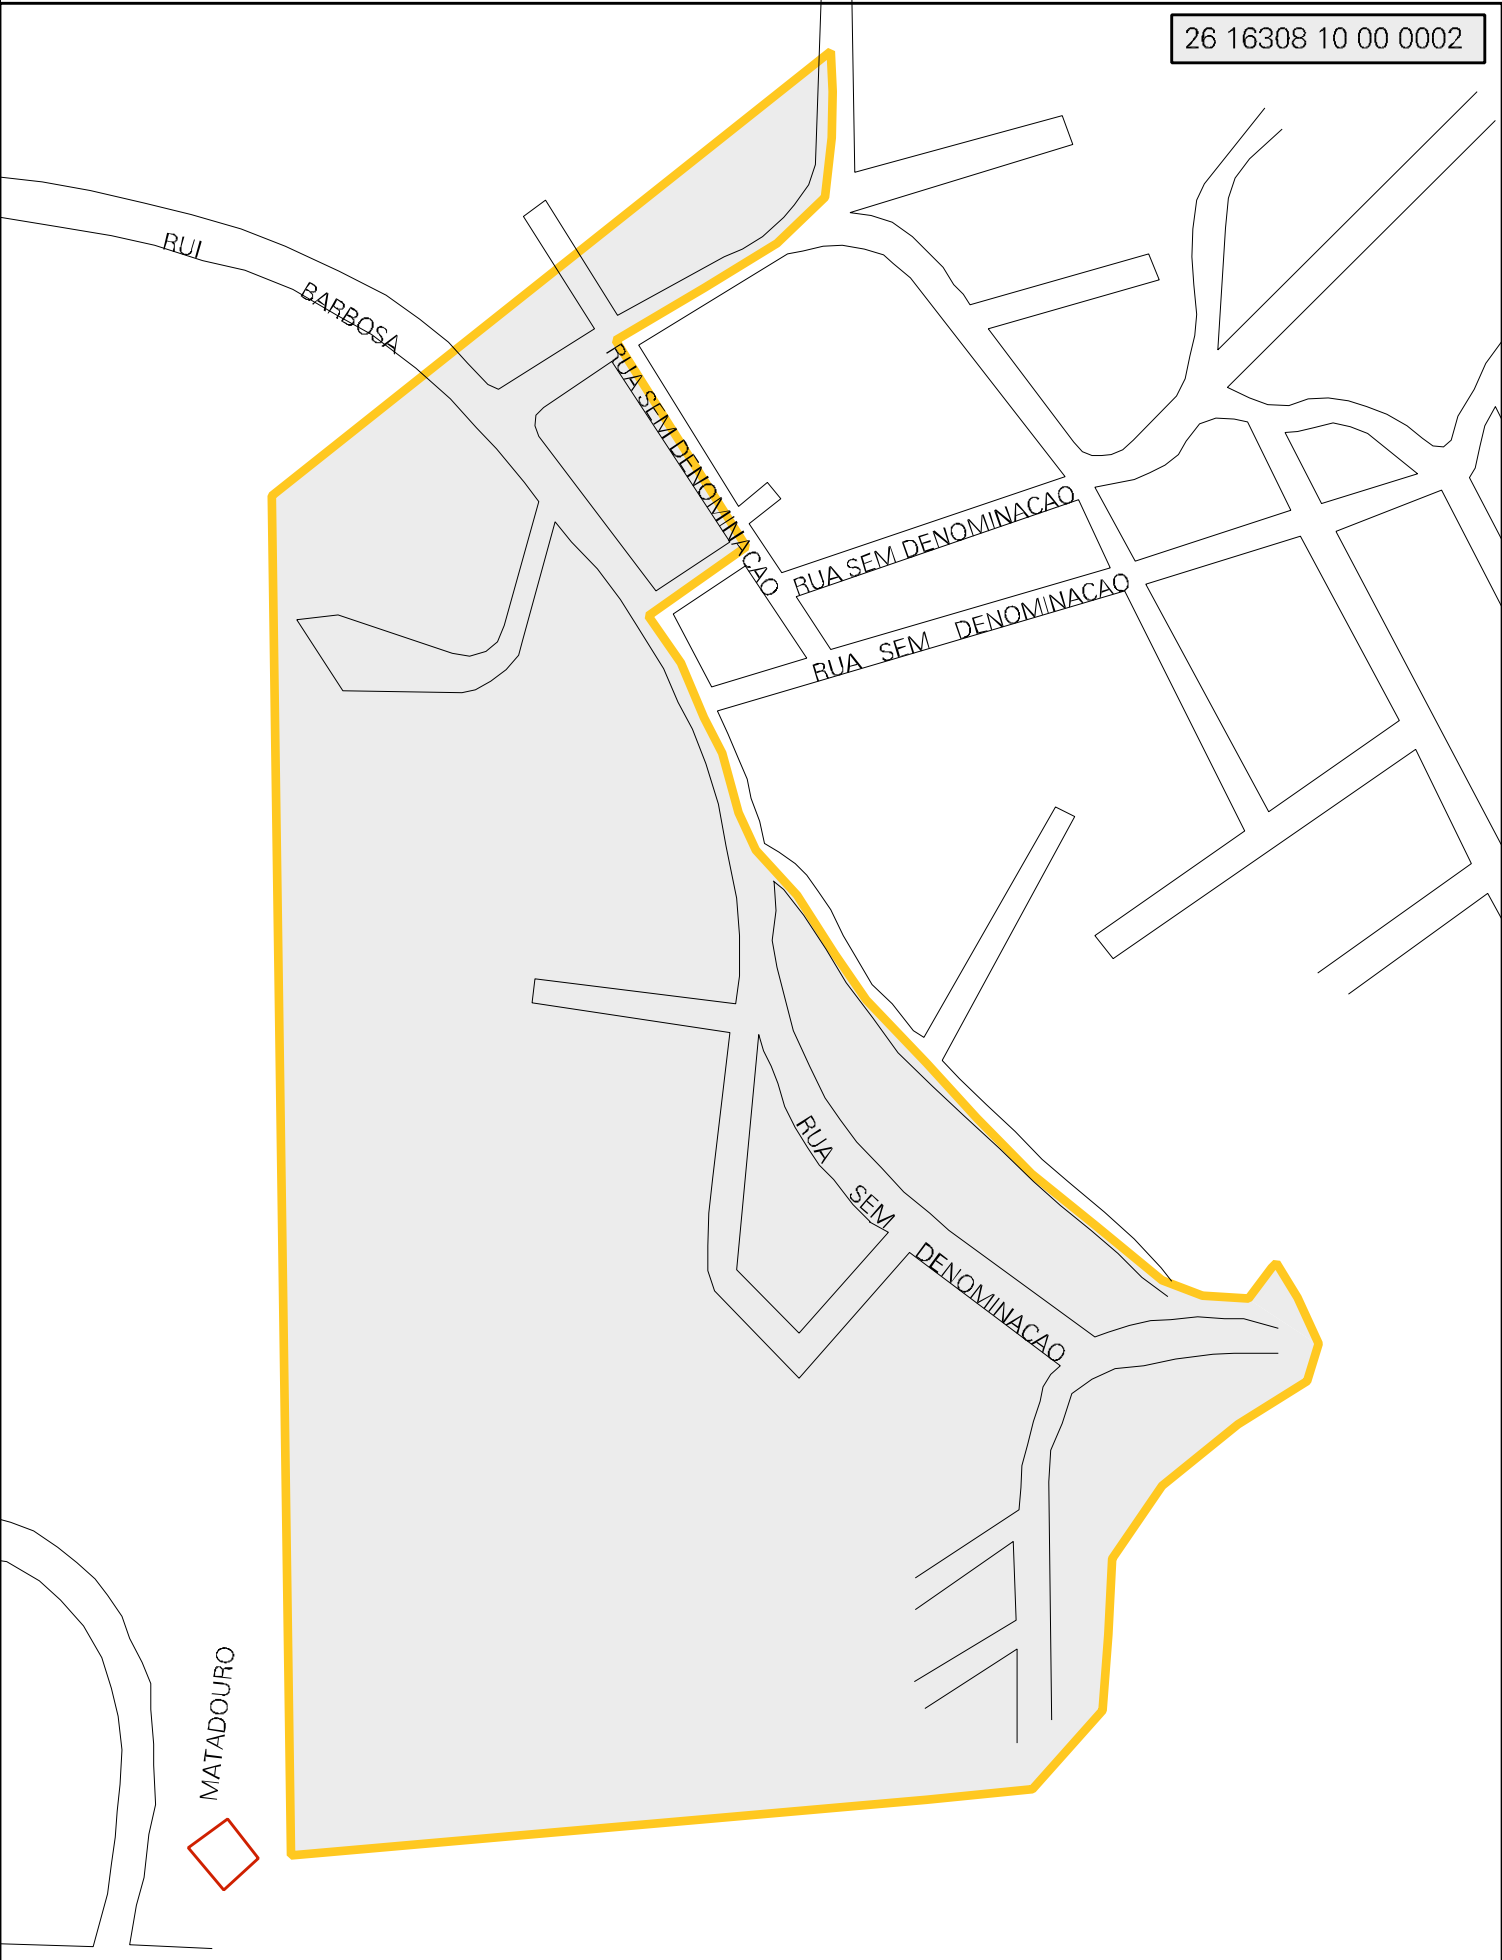 26 16308 10 00 0002
RUI BARBOSA
RUA SEM DENOMINACAO
RUA SEM DENOMINACAO
RUA SEM DENOMINACAO
RUA SEM DENOMINACAO
MATADOURO